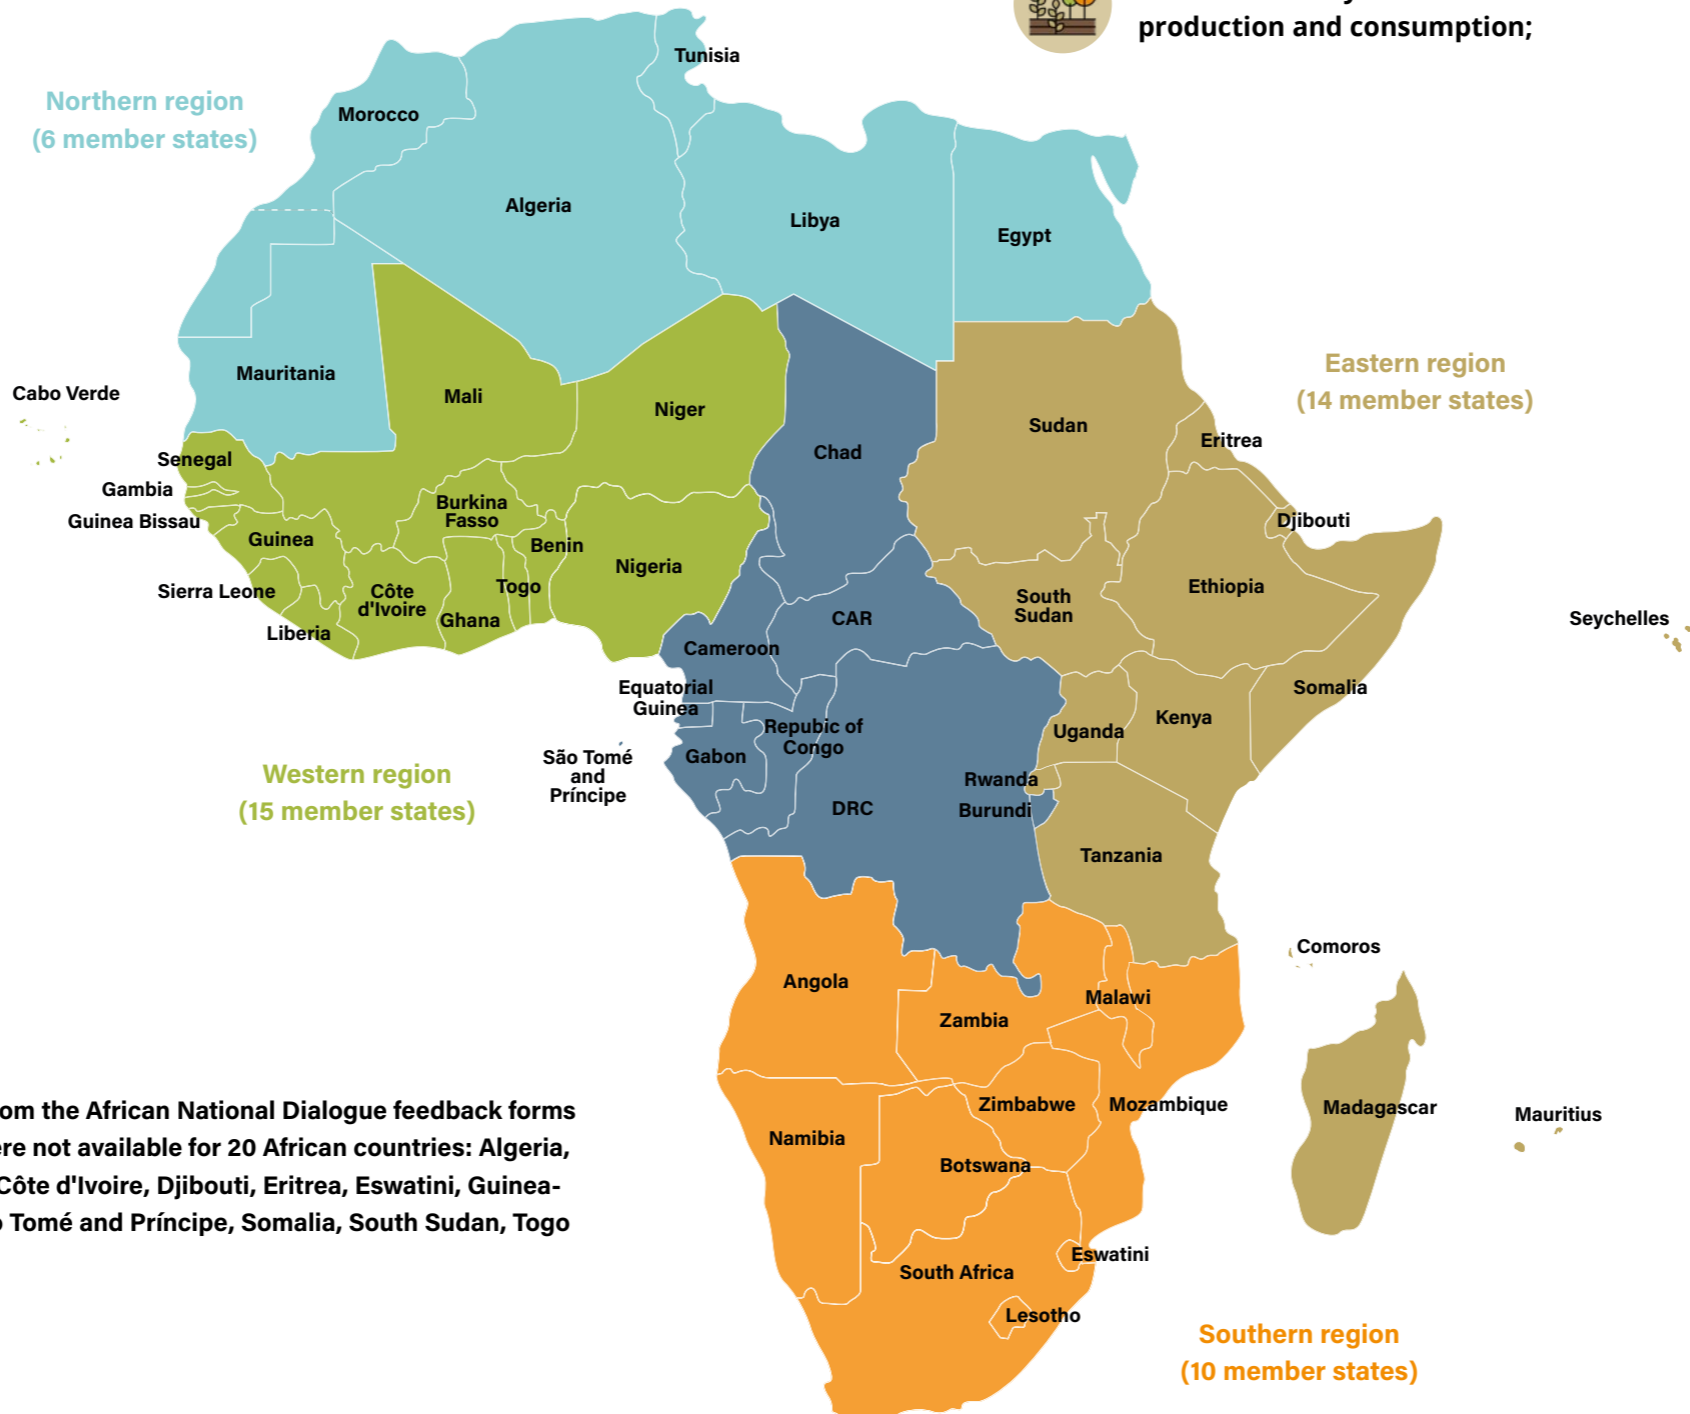 production and consumption;
Tunisia
Northern region
(6 member states)
Morocco
Algeria
Libya
Egypt
Mauritania
Cabo Verde
Mali
Niger
Chad
Sudan
Eritrea
Eastern region
(14 member states)
Senegal
Gambia
Guinea Bissau
Guinea
Burkina
Fasso
Benin
Nigeria
Djibouti
Ethiopia
Sierra Leone
Liberia
Côte
d'Ivoire
Ghana
Togo
CAR
South
Sudan
Seychelles
Cameroon
Equatorial
Guinea
Somalia
Kenya
Uganda
Repubic of
Congo
Gabon
São Tomé
and
Príncipe
Western region
(15 member states)
Rwanda
Burundi
DRC
Tanzania
Comoros
Angola
Malawi
Zambia
Zimbabwe
Mozambique
Madagascar
Mauritius
Namibia
Botswana
Eswatini
South Africa
Lesotho
Southern region
(10 member states)
the African National Dialogue feedback forms
not available for 20 African countries: Algeria,
Côte d'Ivoire, Djibouti, Eritrea, Eswatini, Guinea-
Tomé and Príncipe, Somalia, South Sudan, Togo